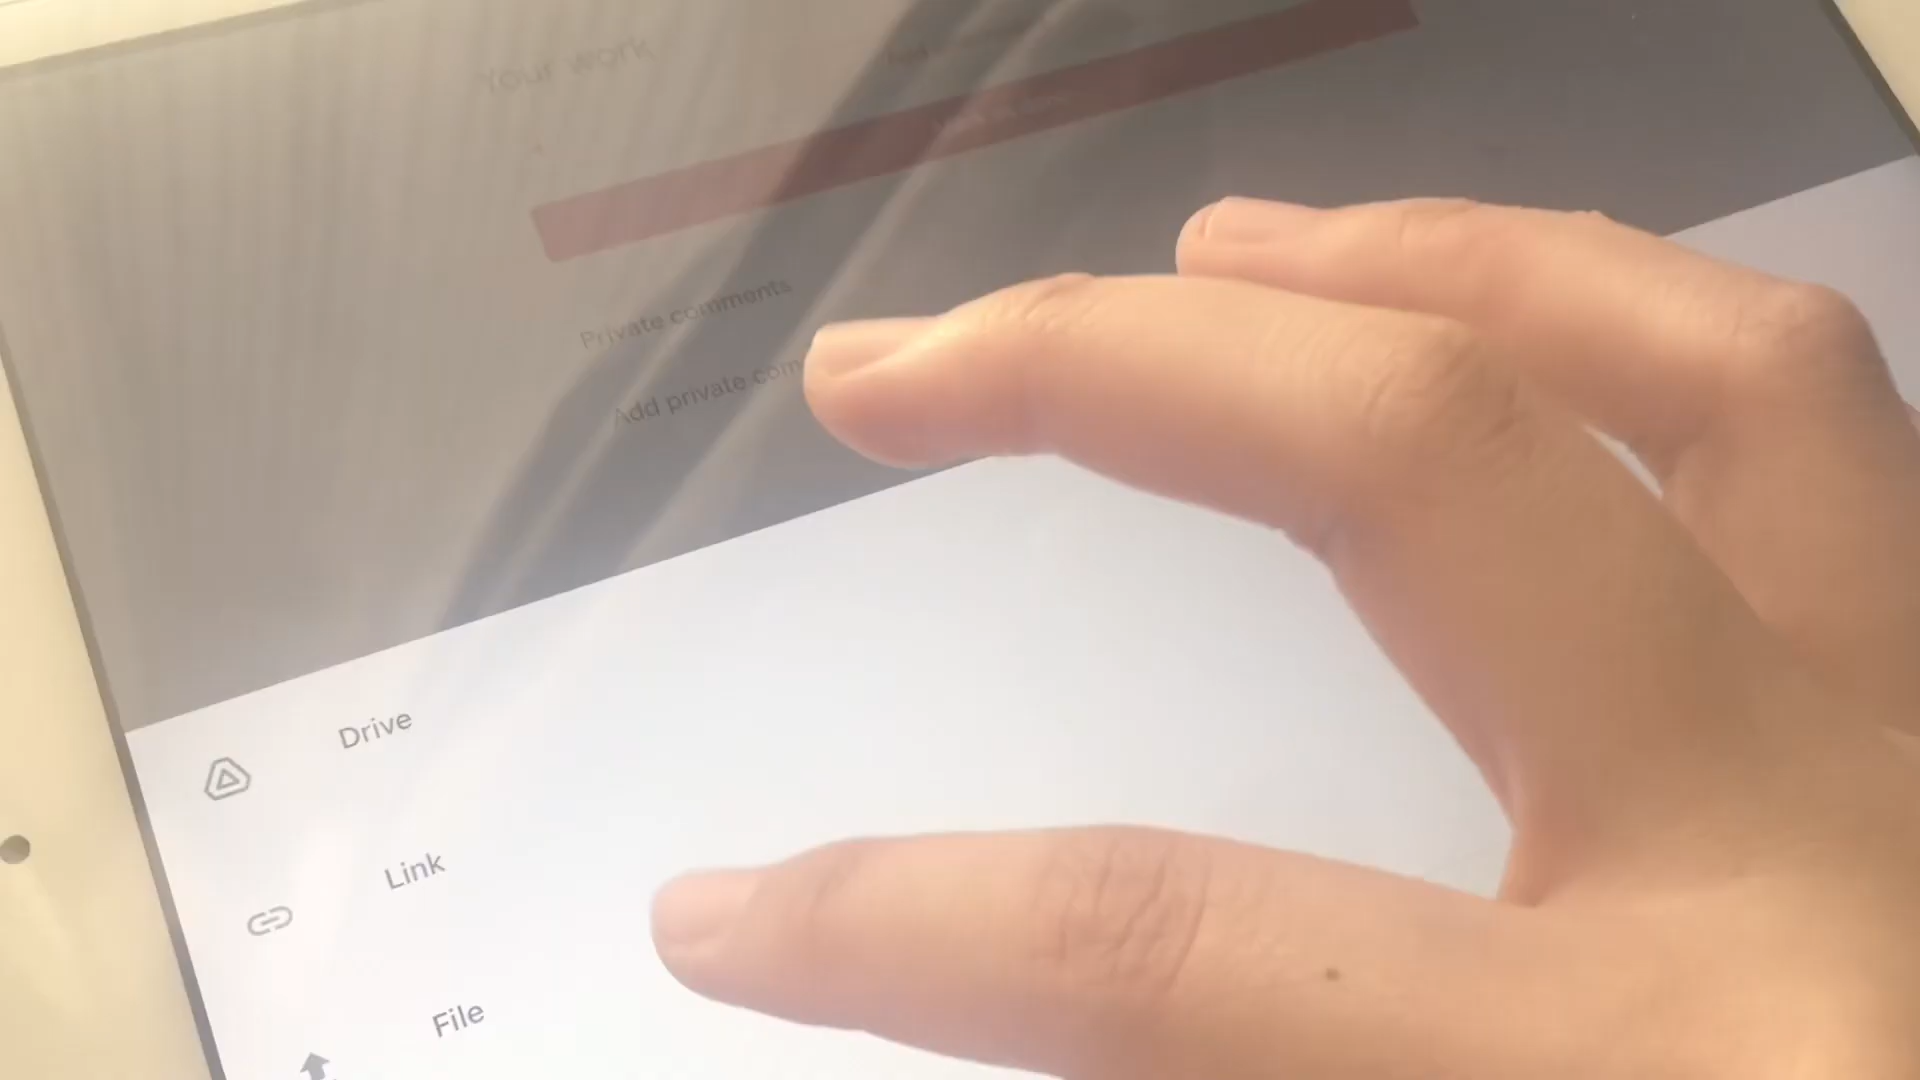 Your work
Private comments
Add private com
Drive
Link
File